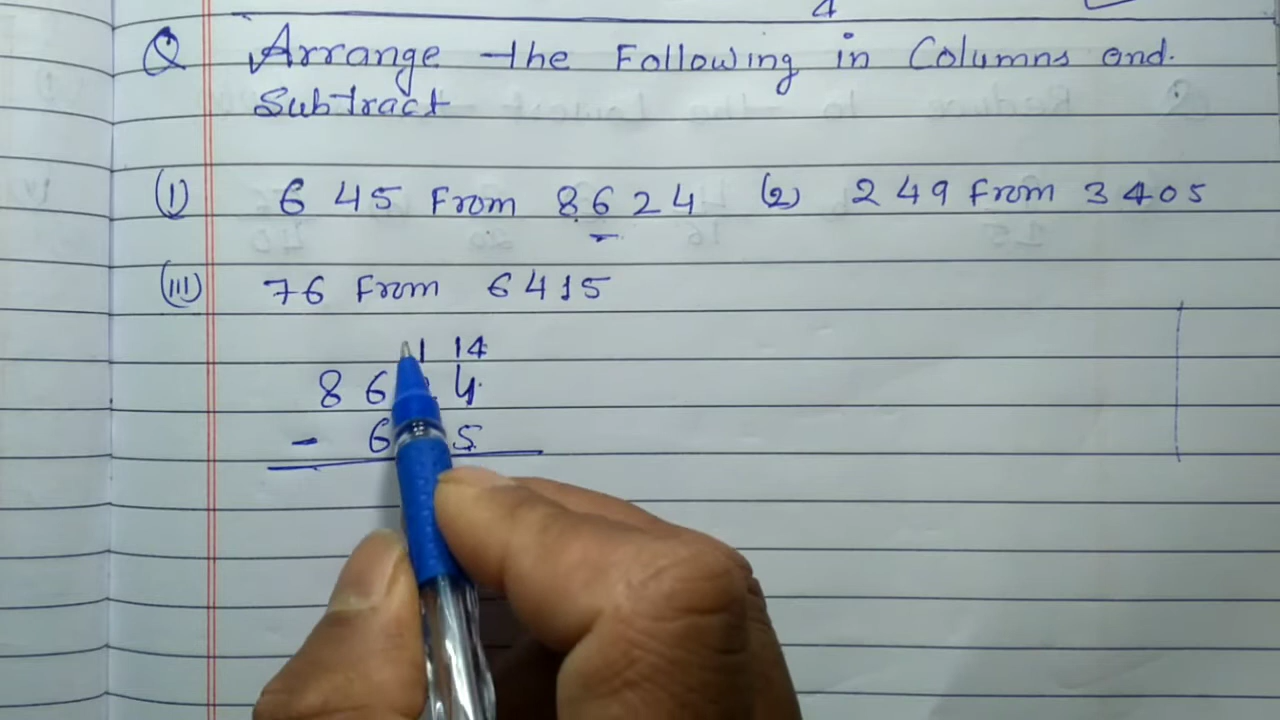 4
Q Arrange the Following in Columns and.
Subtract
(I) 6 45 From 8624 (2) 249 From 3405
(III) 76 From 6415
1 14
8 6 4
- 6 5